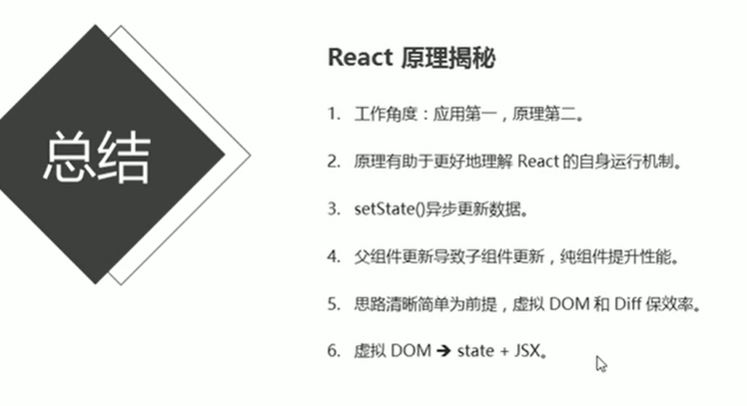 总结
React 原理揭秘
1. 工作角度：应用第一，原理第二。
2. 原理有助于更好地理解 React 的自身运行机制。
3. setState()异步更新数据。
4. 父组件更新导致子组件更新，纯组件提升性能。
5. 思路清晰简单为前提，虚拟 DOM 和 Diff 保效率。
6. 虚拟 DOM → state + JSX。